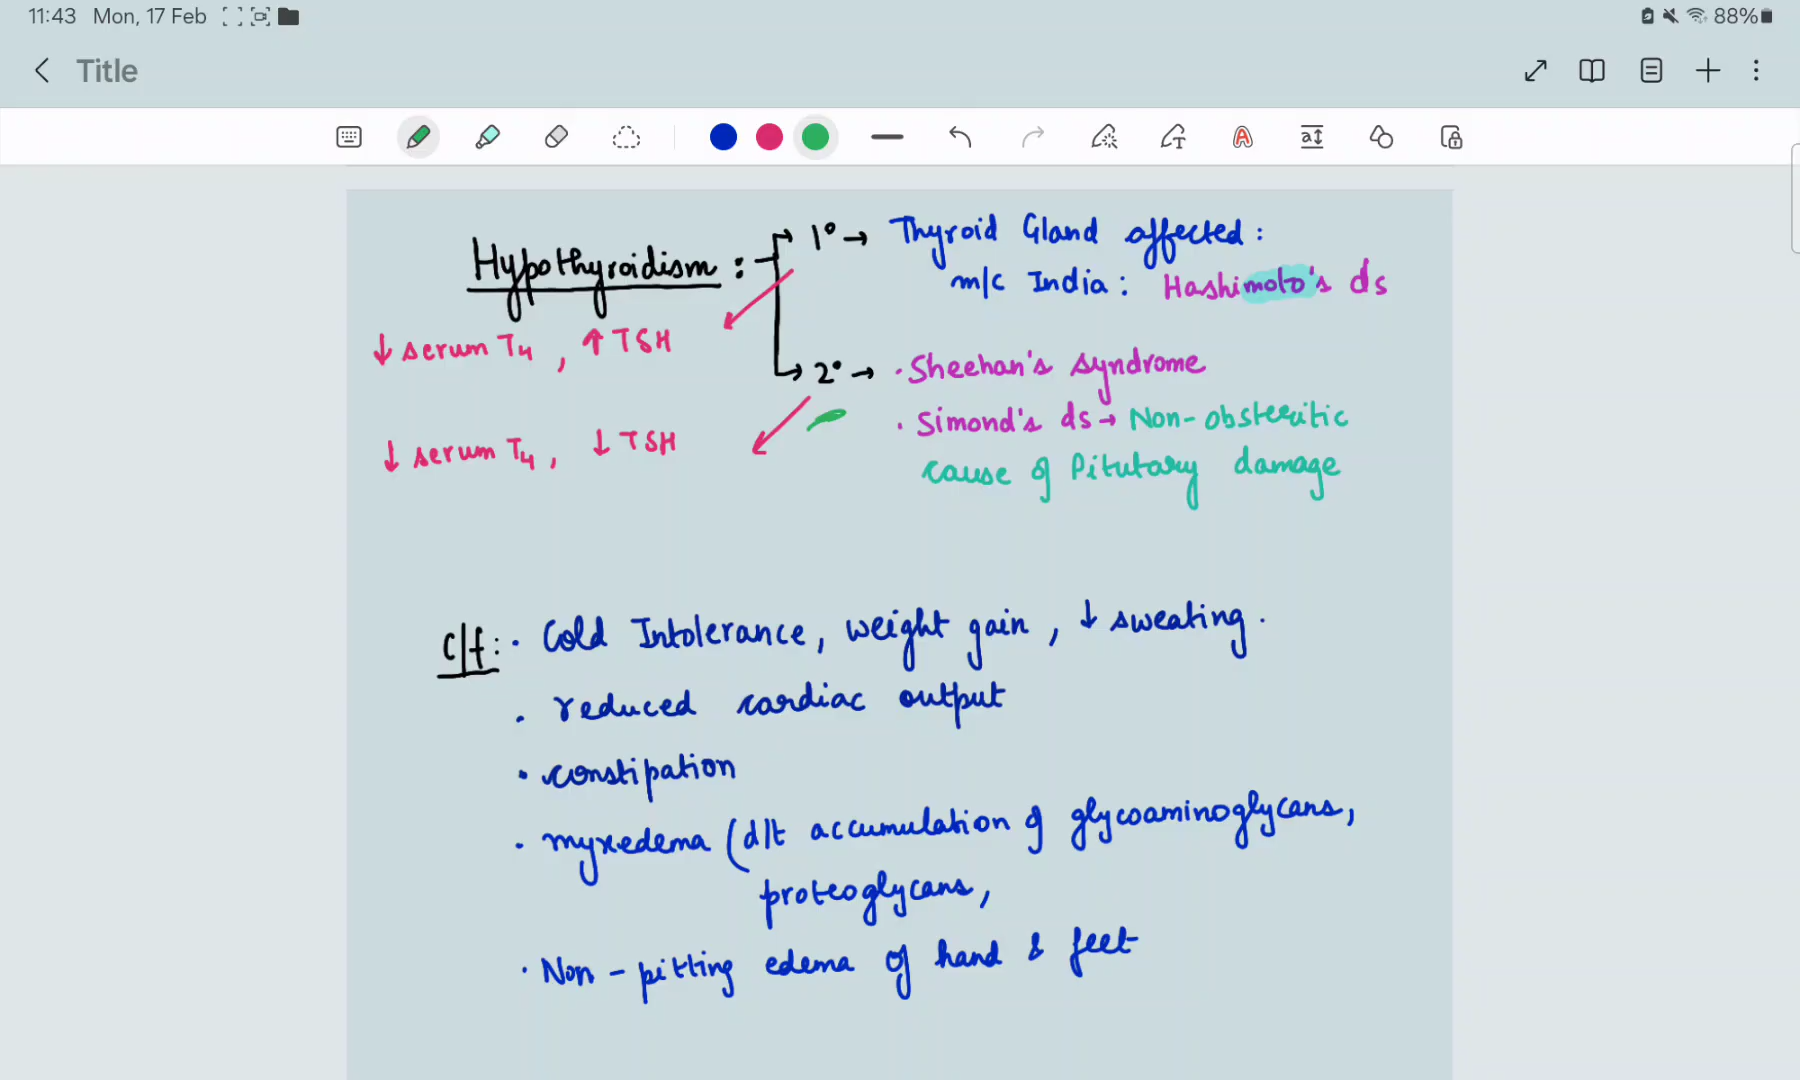 11:43 Mon, 17 Feb 88%
Title
Hypothyroidism : 1° → Thyroid Gland affected :
m/c India : Hashimoto's ds
↓ serum T4 , ↑ TSH
2° → · Sheehan's syndrome
· Simond's ds → Non-obsteritic
cause of Pitutary damage
↓ serum T4 , ↓ TSH
c/f : · Cold Intolerance, weight gain , ↓ sweating.
· reduced cardiac output
· constipation
· myxedema (d/t accumulation of glycoaminoglycans,
proteoglycans,
· Non - pitting edema of hand & feet